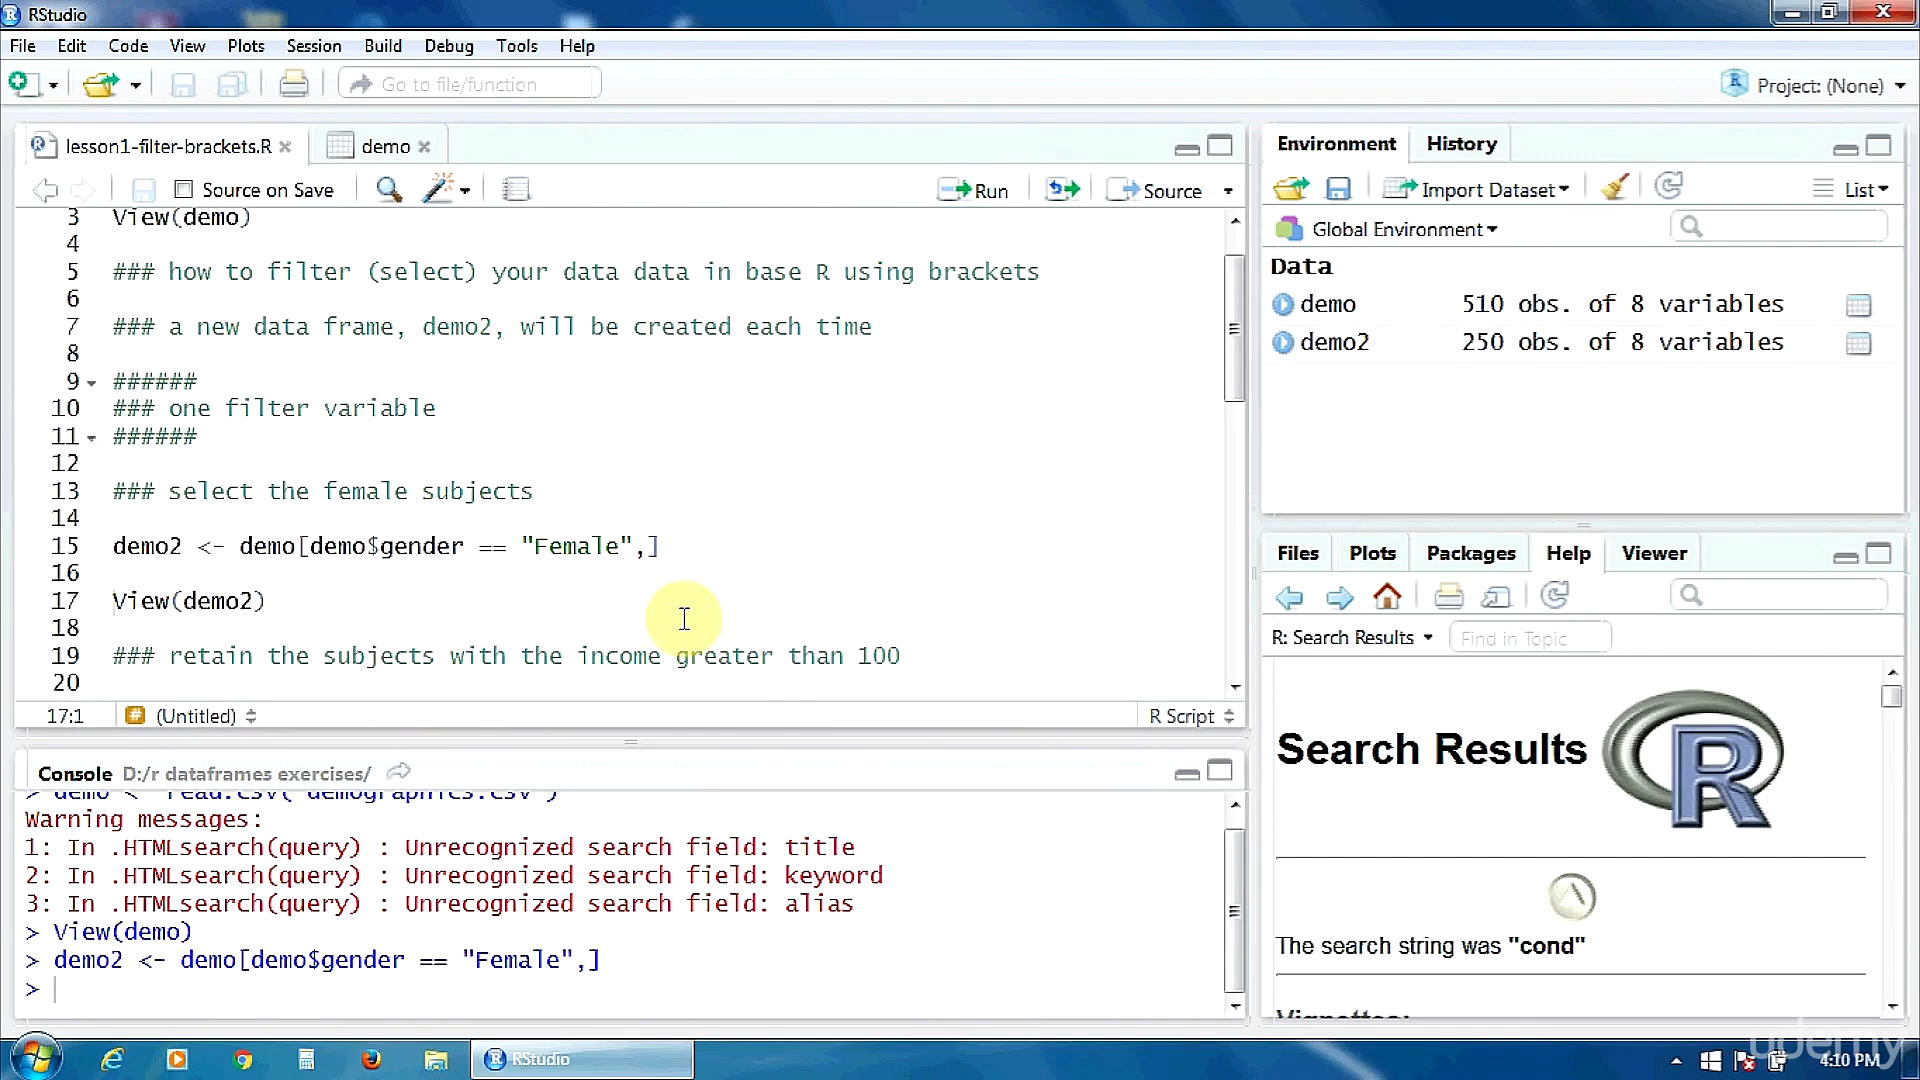 RStudio
File Edit Code View Plots Session Build Debug Tools Help
Go to file/function
Project: (None)
lesson1-filter-brackets.R
demo
Source on Save
Run
Source
3 View(demo)
4
5 ### how to filter (select) your data data in base R using brackets
6
7 ### a new data frame, demo2, will be created each time
8
9 ######
10 ### one filter variable
11 ######
12
13 ### select the female subjects
14
15 demo2 <- demo[demo$gender == "Female",]
16
17 View(demo2)
18
19 ### retain the subjects with the income greater than 100
20
17:1
# (Untitled)
R Script
Console D:/r dataframes exercises/
> demo <- read.csv("demographics.csv")
Warning messages:
1: In .HTMLsearch(query) : Unrecognized search field: title
2: In .HTMLsearch(query) : Unrecognized search field: keyword
3: In .HTMLsearch(query) : Unrecognized search field: alias
> View(demo)
> demo2 <- demo[demo$gender == "Female",]
>
Environment History
Import Dataset
List
Global Environment
Data
demo 510 obs. of 8 variables
demo2 250 obs. of 8 variables
Files Plots Packages Help Viewer
R: Search Results
Find in Topic
Search Results
R
The search string was "cond"
Vignettes:
RStudio
4:10 PM
udemy